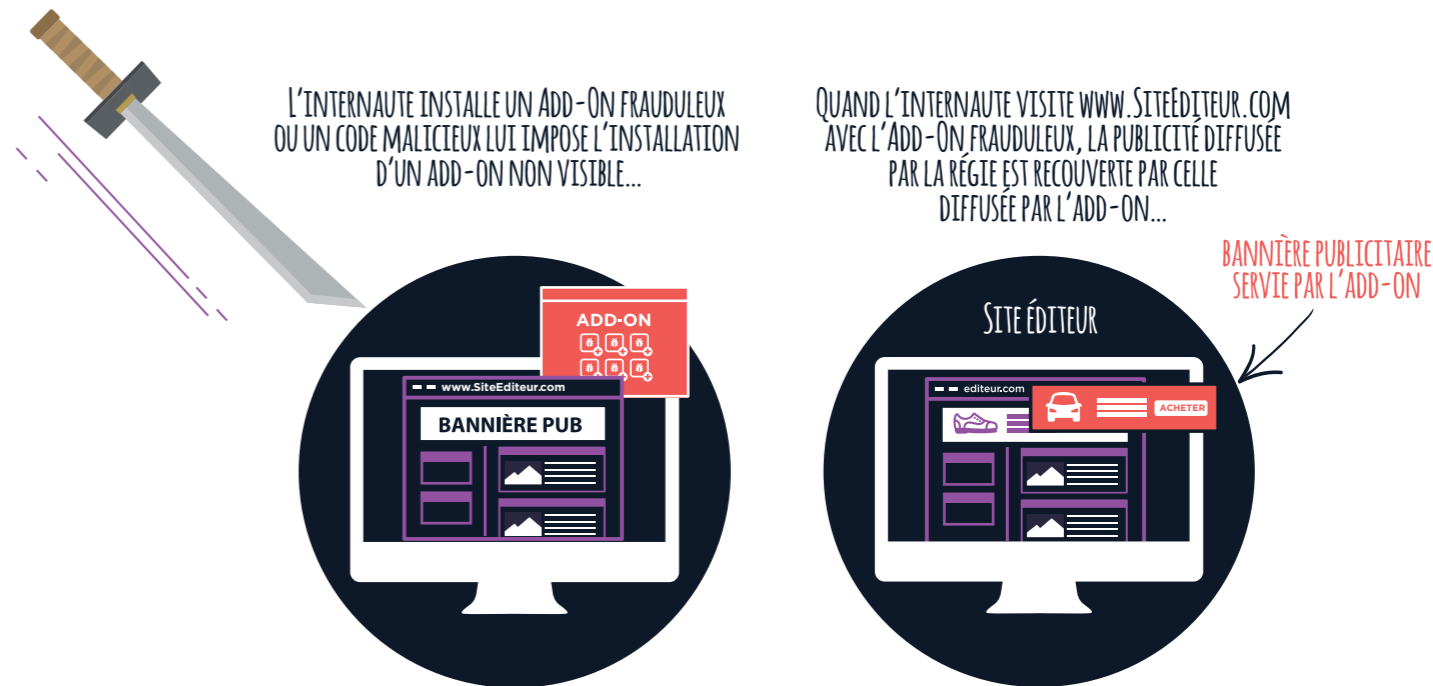 L'internaute installe un Add-On frauduleux
ou un code malicieux lui impose l'installation
d'un add-on non visible...
Quand l'internaute visite www.SiteEditeur.com
avec l'Add-On frauduleux, la publicité diffusée
par la régie est recouverte par celle
diffusée par l'add-on...
bannière publicitaire
servie par l'add-on
ADD-ON
www.SiteEditeur.com
BANNIÈRE PUB
Site éditeur
editeur.com
ACHETER